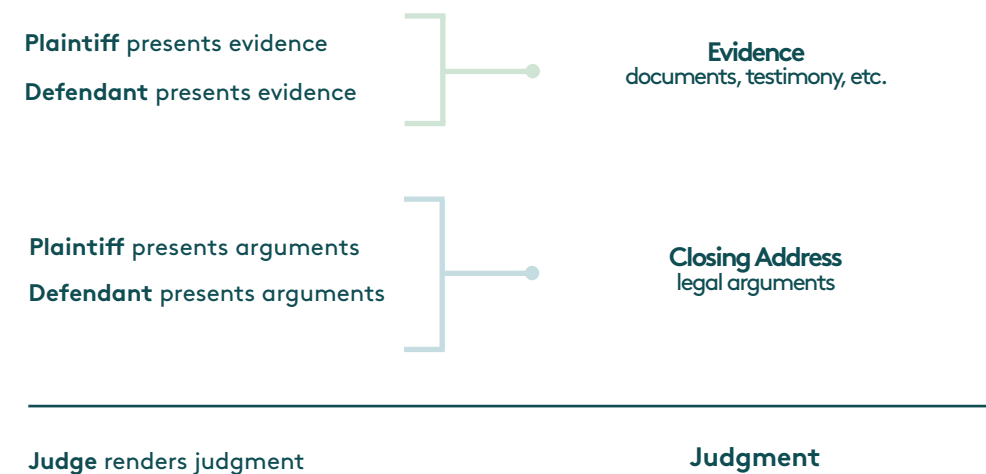 Plaintiff presents evidence
Defendant presents evidence
Evidence
documents, testimony, etc.
Plaintiff presents arguments
Defendant presents arguments
Closing Address
legal arguments
Judge renders judgment
Judgment